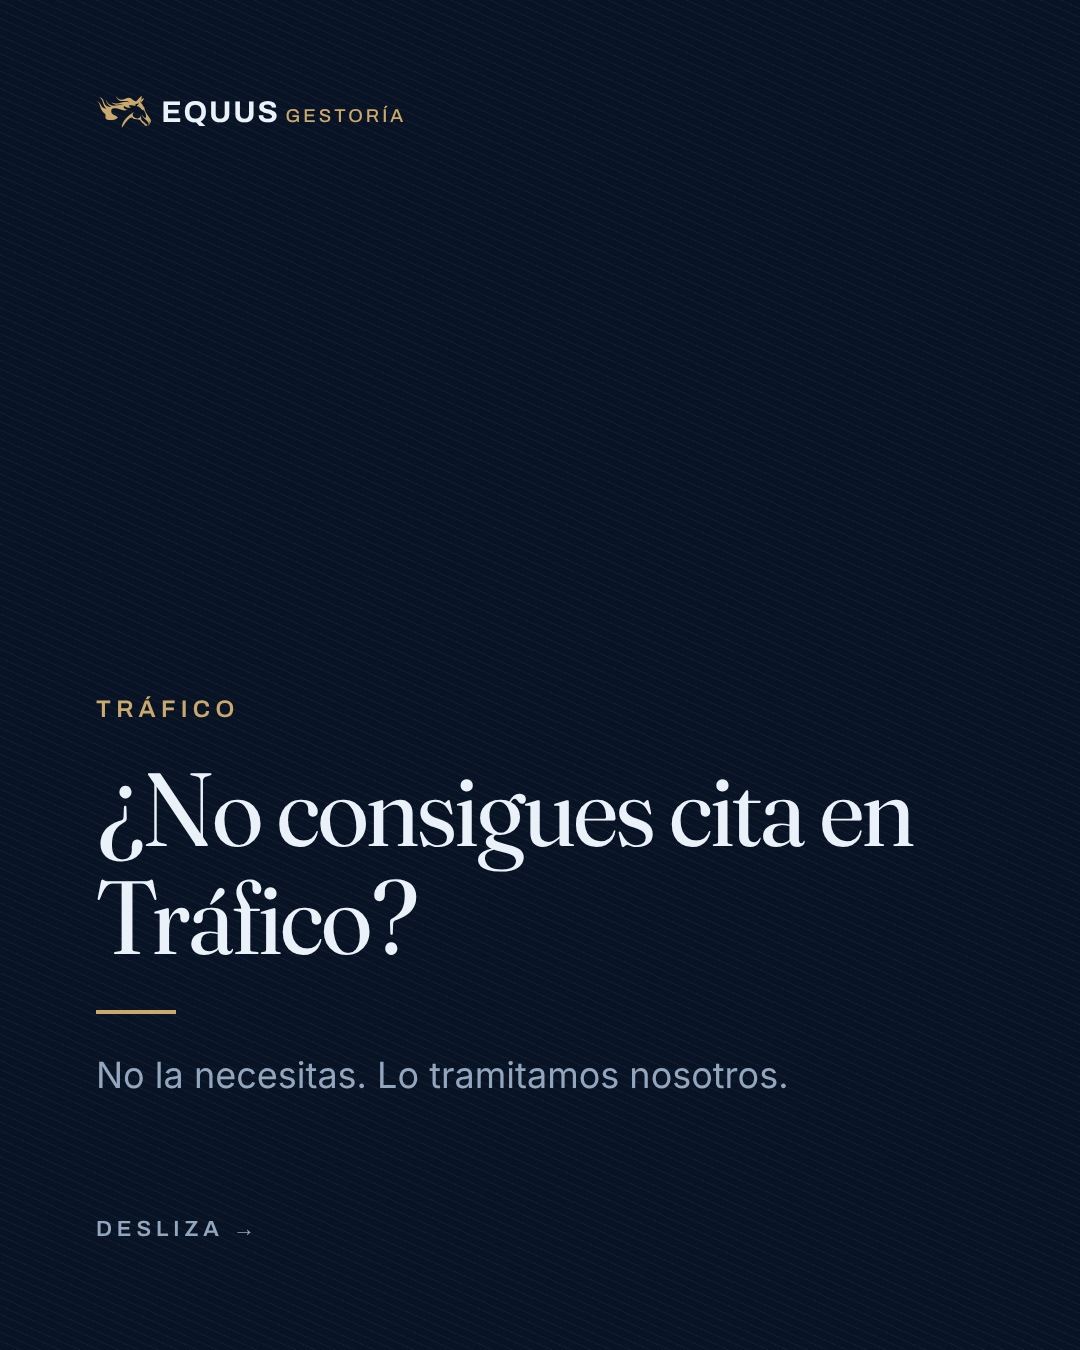 EQUUS GESTORÍA
TRÁFICO
¿No consigues cita en
Tráfico?
No la necesitas. Lo tramitamos nosotros.
DESLIZA →